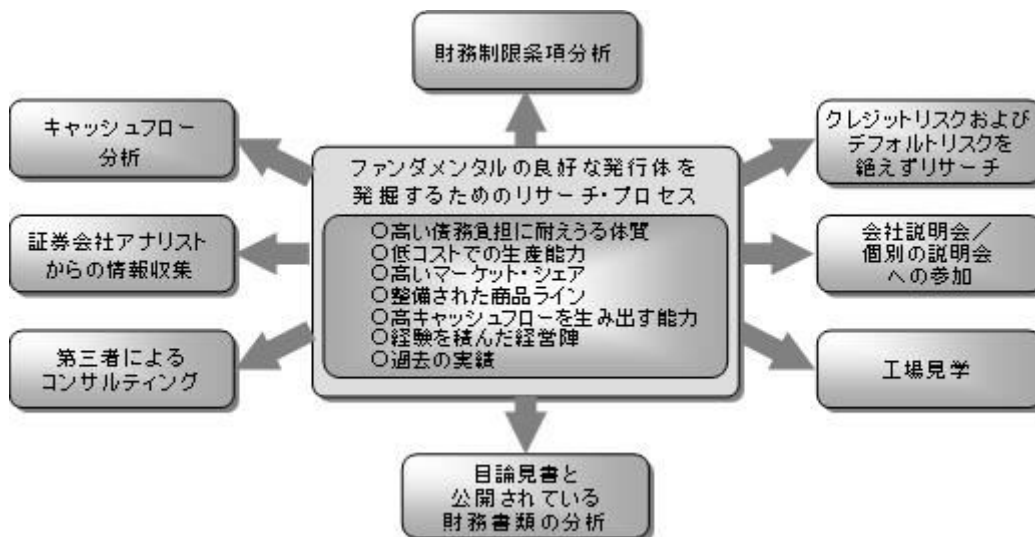 財務制限条項分析
キャッシュフロー
分析
クレジットリスクおよび
デフォルトリスクを
絶えずリサーチ
ファンダメンタルの良好な発行体を
発掘するためのリサーチ・プロセス
○高い債務負担に耐えうる体質
○低コストでの生産能力
○高いマーケット・シェア
○整備された商品ライン
○高キャッシュフローを生み出す能力
○経験を積んだ経営陣
○過去の実績
証券会社アナリスト
からの情報収集
会社説明会／
個別の説明会
への参加
第三者による
コンサルティング
工場見学
目論見書と
公開されている
財務書類の分析